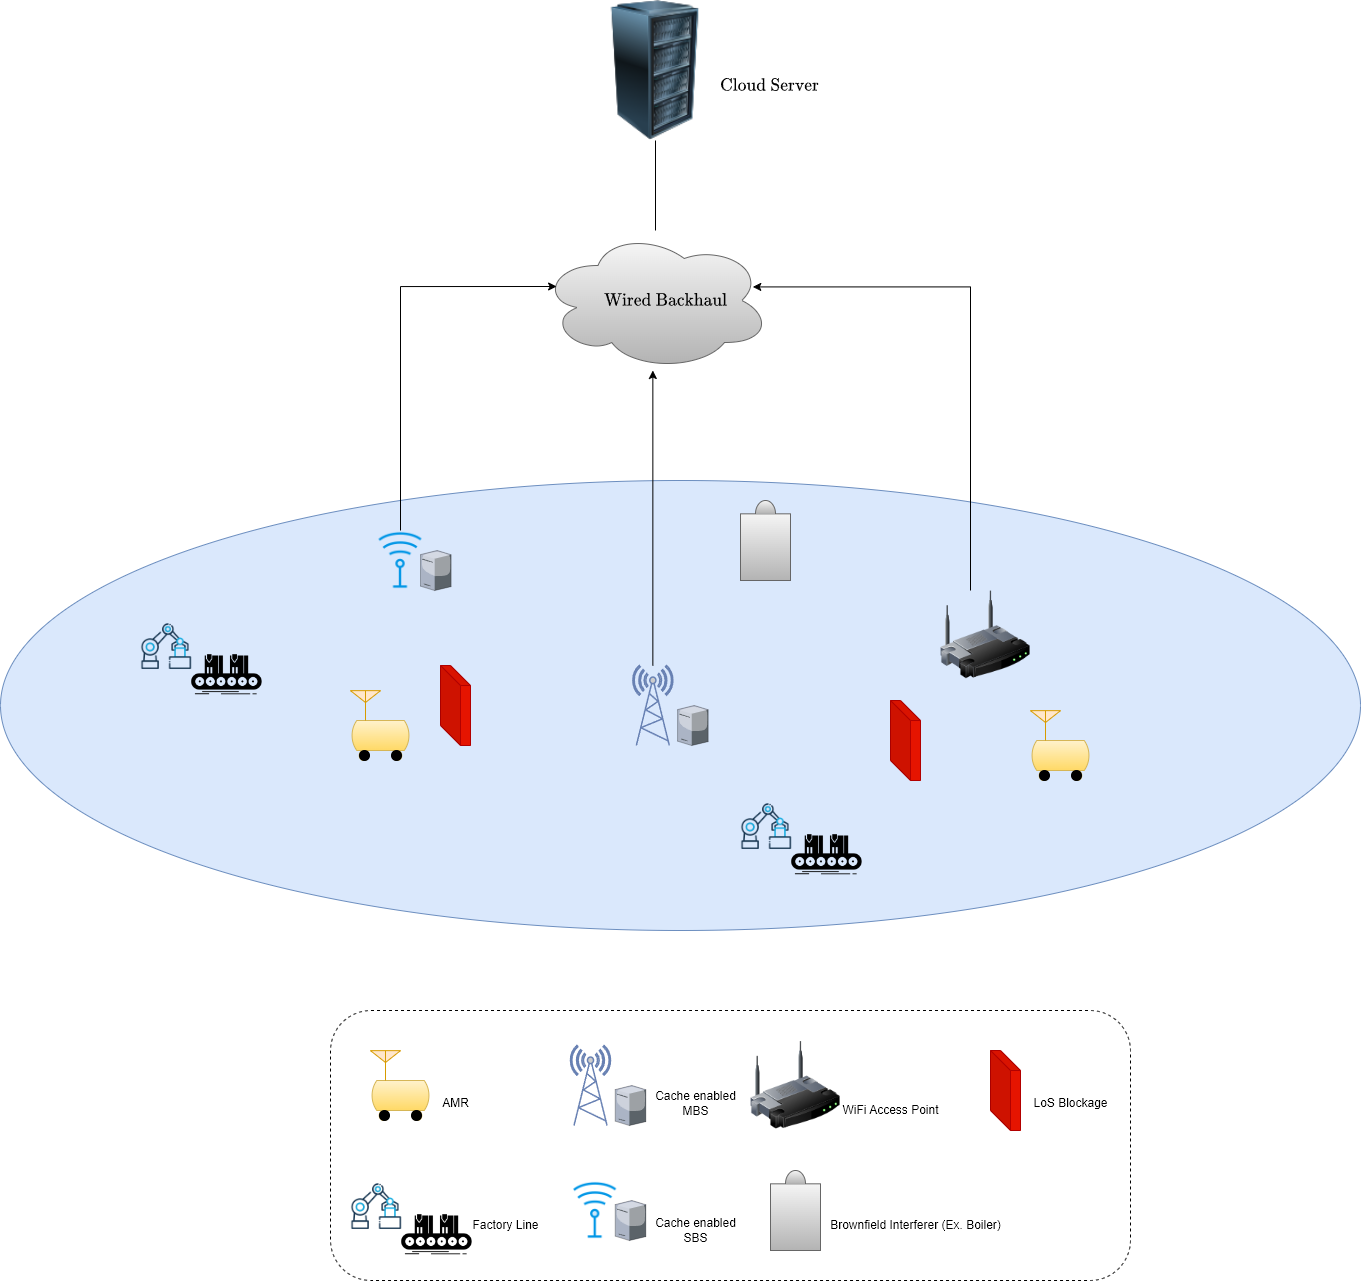 Cloud Server
Wired Backhaul
AMR
Cache enabled
MBS
WiFi Access Point
LoS Blockage
Factory Line
Cache enabled
SBS
Brownfield Interferer (Ex. Boiler)